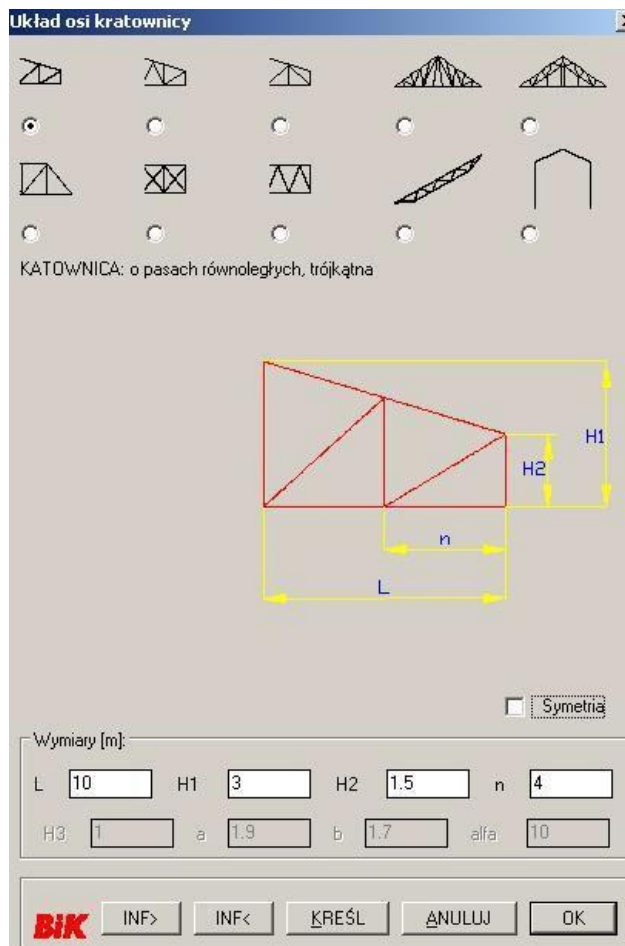 Układ osi kratownicy
KATOWNICA: o pasach równoległych, trójkątna
H1
H2
n
L
Symetria
Wymiary [m]:
L 10 H1 3 H2 1.5 n 4
H3 1 a 1.9 b 1.7 alfa 10
BiK INF> INF< KREŚL ANULUJ OK